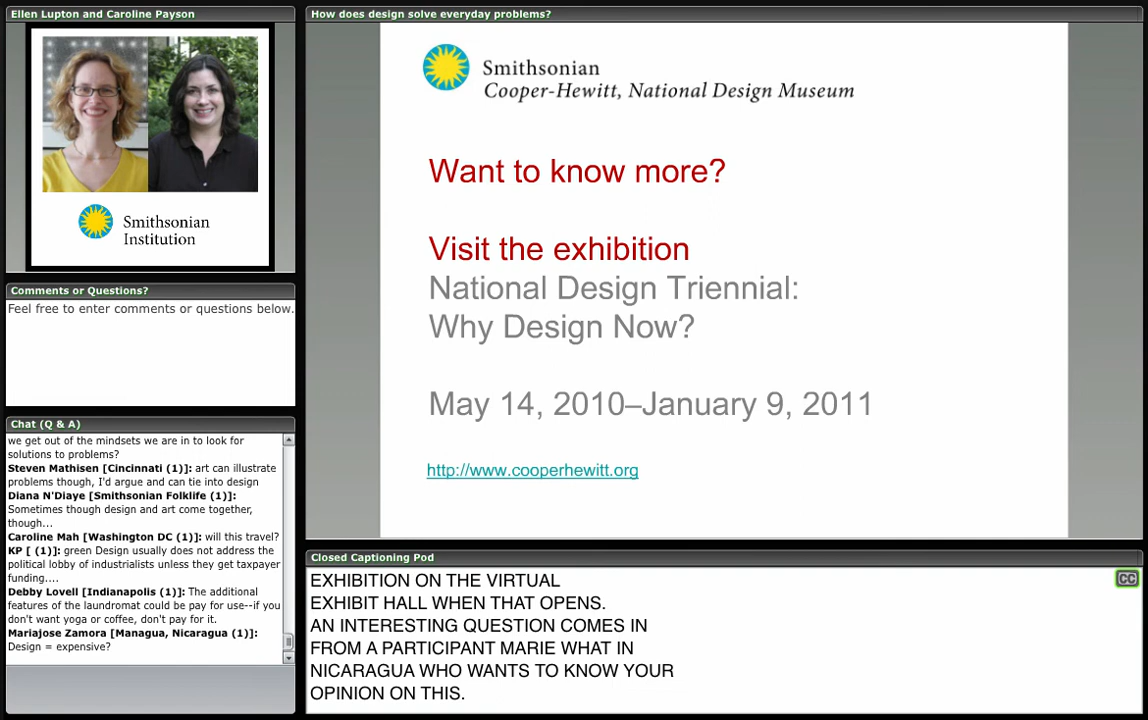 Ellen Lupton and Caroline Payson
Smithsonian
Institution
Comments or Questions?
Feel free to enter comments or questions below.
Chat (Q & A)
we get out of the mindsets we are in to look for
solutions to problems?
Steven Mathisen [Cincinnati (1)]: art can illustrate
problems though, I'd argue and can tie into design
Diana N'Diaye [Smithsonian Folklife (1)]:
Sometimes though design and art come together,
though...
Caroline Mah [Washington DC (1)]: will this travel?
KP [ (1)]: green Design usually does not address the
political lobby of industrialists unless they get taxpayer
funding....
Debby Lovell [Indianapolis (1)]: The additional
features of the laundromat could be pay for use--if you
don't want yoga or coffee, don't pay for it.
Mariajose Zamora [Managua, Nicaragua (1)]:
Design = expensive?
How does design solve everyday problems?
Smithsonian
Cooper-Hewitt, National Design Museum
Want to know more?
Visit the exhibition
National Design Triennial:
Why Design Now?
May 14, 2010–January 9, 2011
http://www.cooperhewitt.org
Closed Captioning Pod
EXHIBITION ON THE VIRTUAL
EXHIBIT HALL WHEN THAT OPENS.
AN INTERESTING QUESTION COMES IN
FROM A PARTICIPANT MARIE WHAT IN
NICARAGUA WHO WANTS TO KNOW YOUR
OPINION ON THIS.
CC